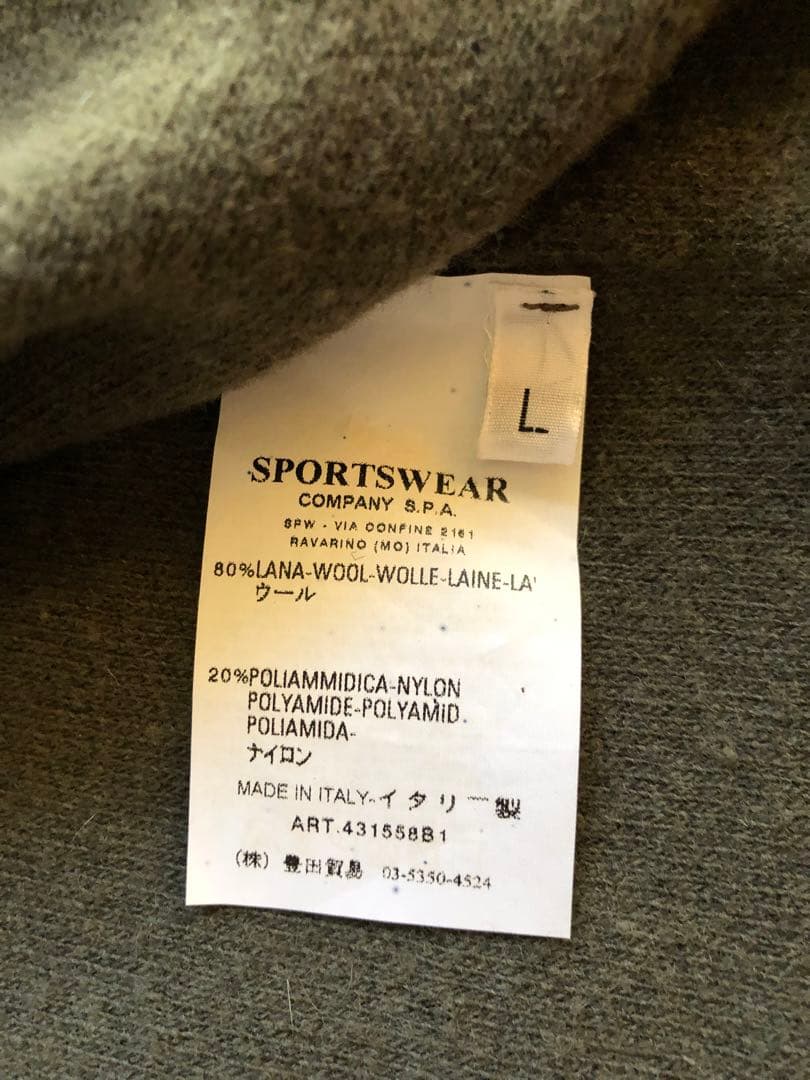 L
SPORTSWEAR
COMPANY S.P.A.
SPW - VIA CONFINE 2161
RAVARINO (MO) ITALIA
80%LANA-WOOL-WOLLE-LAINE-LA'
ウール
20%POLIAMMIDICA-NYLON
POLYAMIDE-POLYAMID.
POLIAMIDA-
ナイロン
MADE IN ITALY-イタリー製
ART.431558B1
(株) 豊田貿易 03-5350-4524